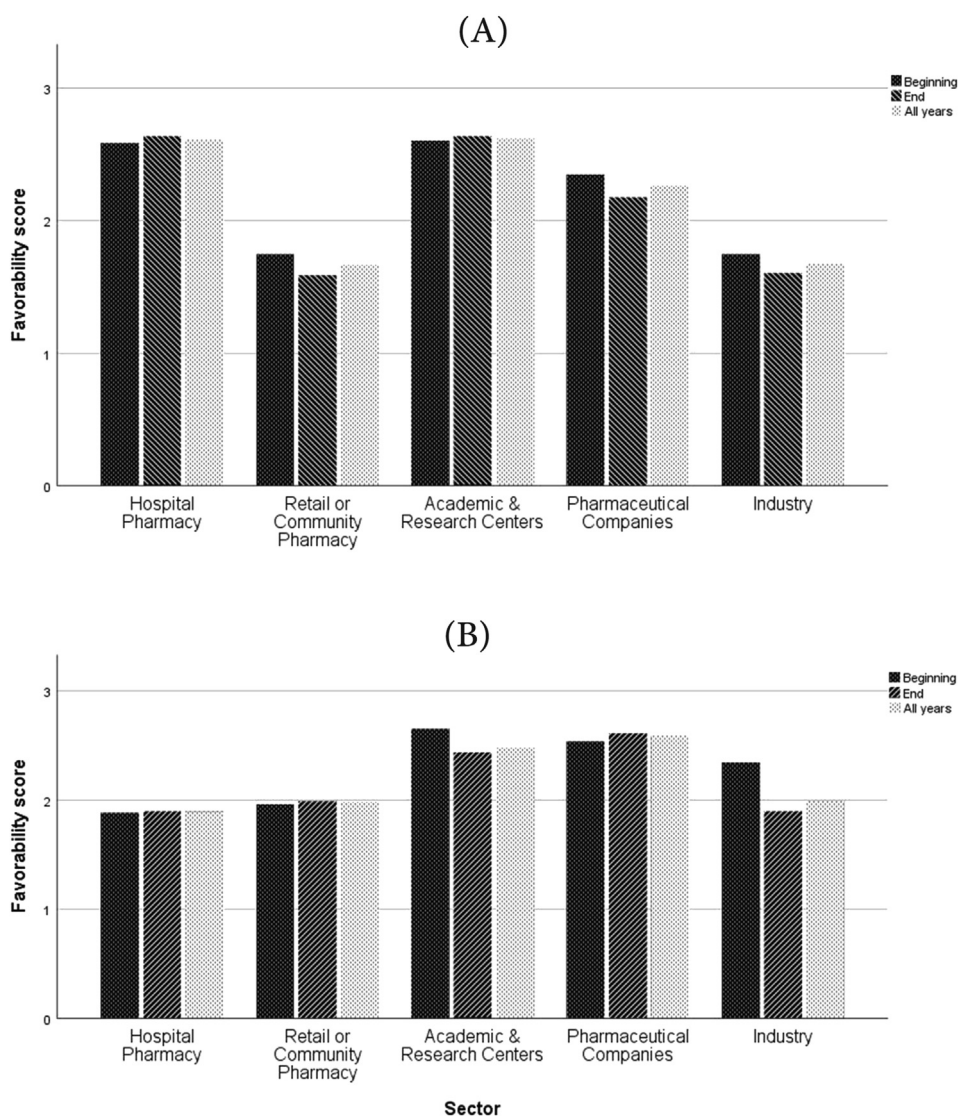 (A)
Favorability score
3
2
1
0
Beginning
End
All years
Hospital
Pharmacy
Retail or
Community
Pharmacy
Academic &
Research Centers
Pharmaceutical
Companies
Industry
(B)
Favorability score
3
2
1
0
Beginning
End
All years
Hospital
Pharmacy
Retail or
Community
Pharmacy
Academic &
Research Centers
Pharmaceutical
Companies
Industry
Sector